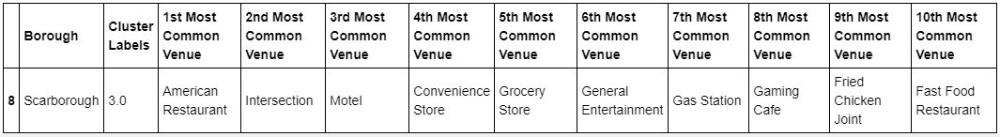 Borough Cluster Labels 1st Most Common Venue 2nd Most Common Venue 3rd Most Common Venue 4th Most Common Venue 5th Most Common Venue 6th Most Common Venue 7th Most Common Venue 8th Most Common Venue 9th Most Common Venue 10th Most Common Venue
8 Scarborough 3.0 American Restaurant Intersection Motel Convenience Store Grocery Store General Entertainment Gas Station Gaming Cafe Fried Chicken Joint Fast Food Restaurant